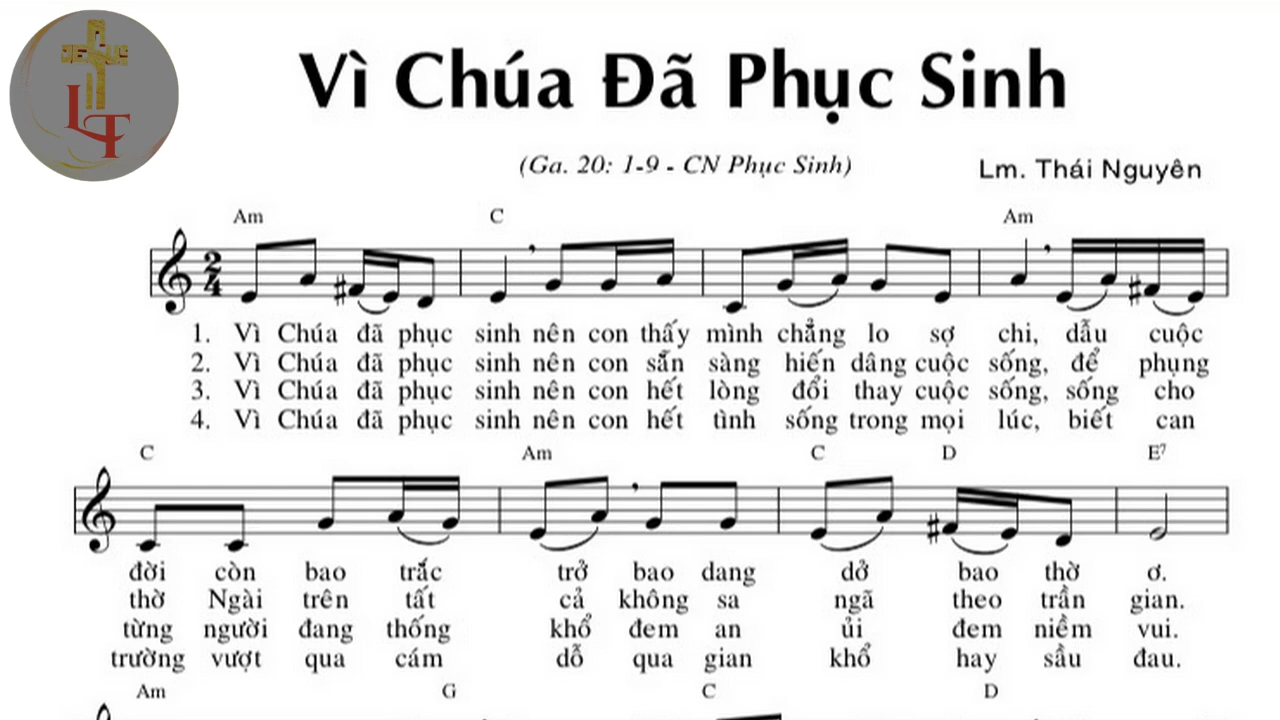 JESUS
LT
Vì Chúa Đã Phục Sinh
(Ga. 20: 1-9 - CN Phục Sinh)
Lm. Thái Nguyên
Am C Am
2
4
1. Vì Chúa đã phục sinh nên con thấy mình chẳng lo sợ chi, dẫu cuộc
2. Vì Chúa đã phục sinh nên con sẵn sàng hiến dâng cuộc sống, để phụng
3. Vì Chúa đã phục sinh nên con hết lòng đổi thay cuộc sống, sống cho
4. Vì Chúa đã phục sinh nên con hết tình sống trong mọi lúc, biết can
C Am C D E7
đời còn bao trắc trở bao dang dở bao thờ ơ.
thờ Ngài trên tất cả không sa ngã theo trần gian.
từng người đang thống khổ đem an ủi đem niềm vui.
trường vượt qua cám dỗ qua gian khổ hay sầu đau.
Am G C D